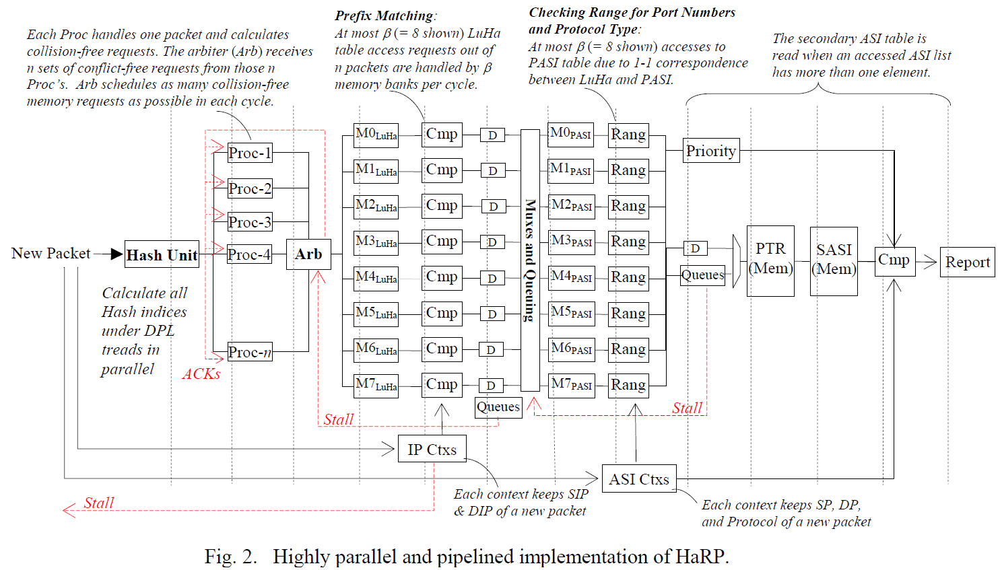 Each Proc handles one packet and calculates
collision-free requests. The arbiter (Arb) receives
n sets of conflict-free requests from those n
Proc's. Arb schedules as many collision-free
memory requests as possible in each cycle.
Prefix Matching:
At most β (= 8 shown) LuHa
table access requests out of
n packets are handled by β
memory banks per cycle.
Checking Range for Port Numbers
and Protocol Type:
At most β (= 8 shown) accesses to
PASI table due to 1-1 correspondence
between LuHa and PASI.
The secondary ASI table is
read when an accessed ASI list
has more than one element.
New Packet
Hash Unit
Calculate all
Hash indices
under DPL
treads in
parallel
Proc-1
Proc-2
Proc-3
Proc-4
Proc-n
ACKs
Arb
M0LuHa
Cmp
D
M1LuHa
Cmp
D
M2LuHa
Cmp
D
M3LuHa
Cmp
D
M4LuHa
Cmp
D
M5LuHa
Cmp
D
M6LuHa
Cmp
D
M7LuHa
Cmp
D
Queues
Stall
Muxes and Queuing
M0PASI
Rang
M1PASI
Rang
M2PASI
Rang
M3PASI
Rang
M4PASI
Rang
M5PASI
Rang
M6PASI
Rang
M7PASI
Rang
Stall
Priority
D
Queues
PTR
(Mem)
SASI
(Mem)
Cmp
Report
IP Ctxs
ASI Ctxs
Stall
Each context keeps SIP
& DIP of a new packet
Each context keeps SP, DP,
and Protocol of a new packet
Fig. 2. Highly parallel and pipelined implementation of HaRP.